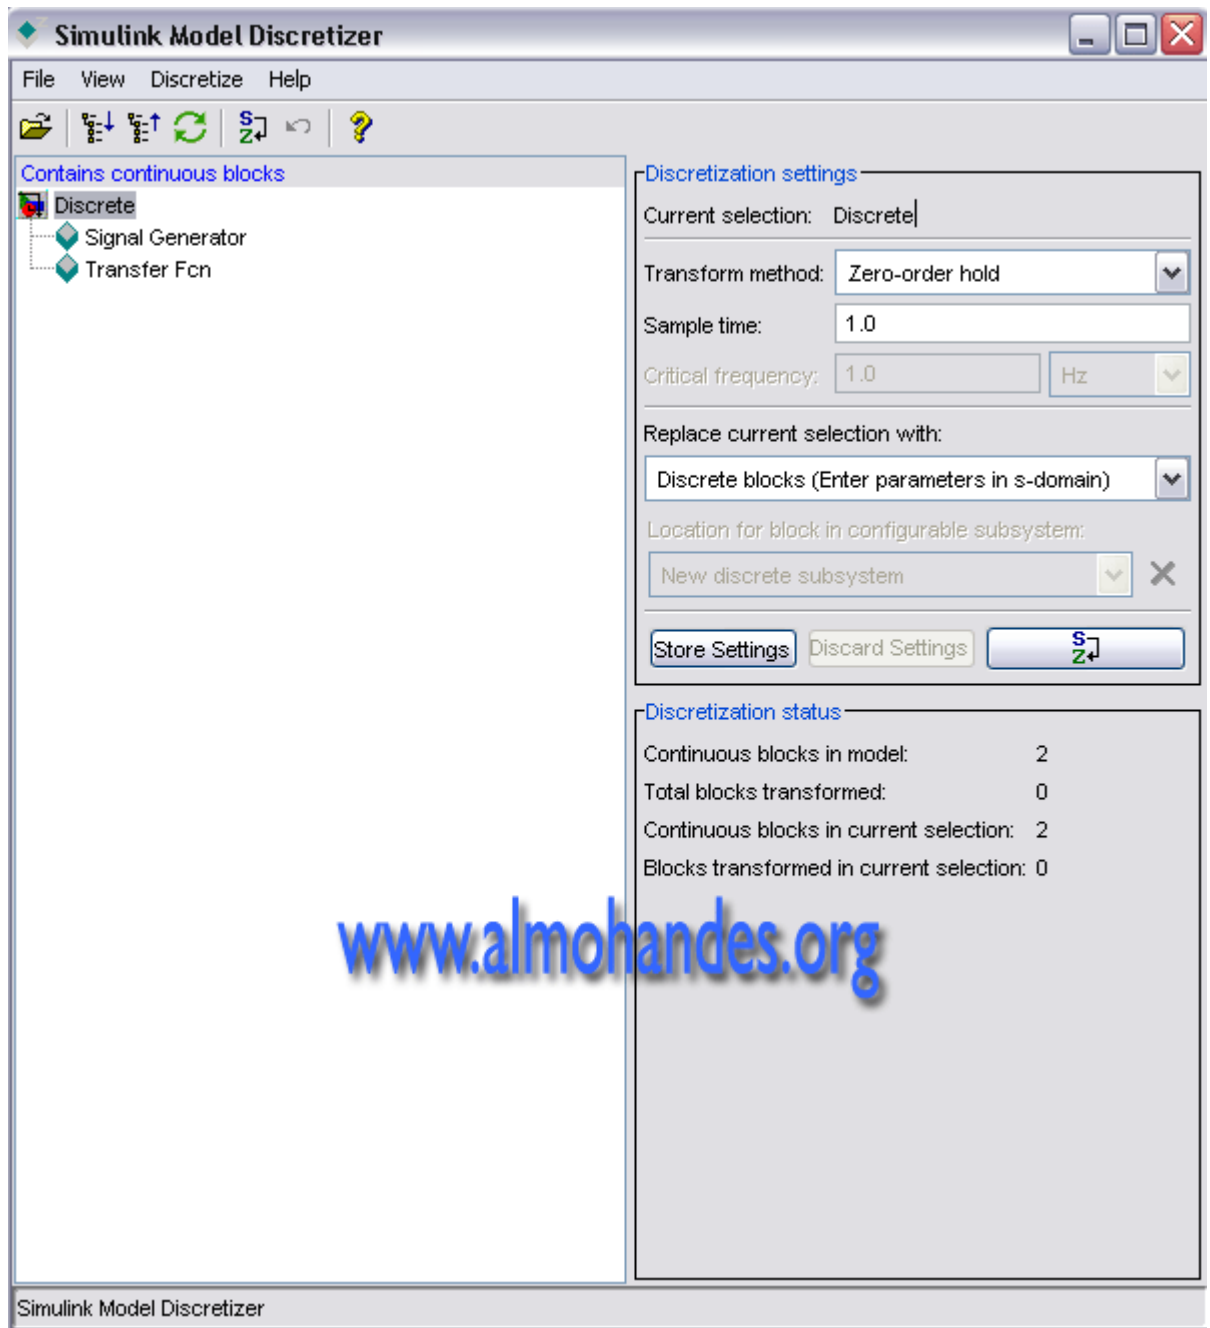 Simulink Model Discretizer
File View Discretize Help
Contains continuous blocks
Discrete
Signal Generator
Transfer Fcn
Discretization settings
Current selection: Discrete
Transform method: Zero-order hold
Sample time: 1.0
Critical frequency: 1.0 Hz
Replace current selection with:
Discrete blocks (Enter parameters in s-domain)
Location for block in configurable subsystem:
New discrete subsystem
Store Settings Discard Settings S Z
Discretization status
Continuous blocks in model: 2
Total blocks transformed: 0
Continuous blocks in current selection: 2
Blocks transformed in current selection: 0
www.almohandes.org
Simulink Model Discretizer